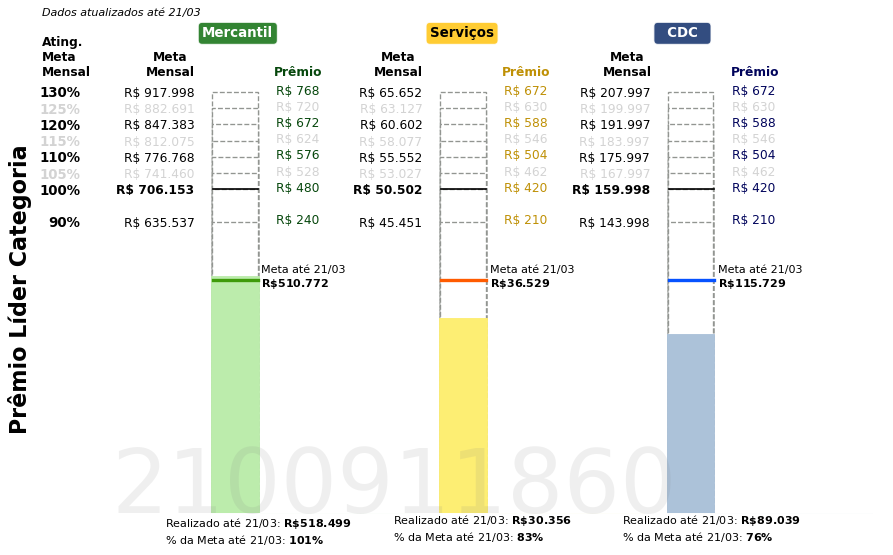 Dados atualizados até 21/03
Mercantil Serviços CDC
Ating. Meta Mensal
Meta Mensal Prêmio Meta Mensal Prêmio Meta Mensal Prêmio
130% R$ 917.998 R$ 768 R$ 65.652 R$ 672 R$ 207.997 R$ 672
125% R$ 882.691 R$ 720 R$ 63.127 R$ 630 R$ 199.997 R$ 630
120% R$ 847.383 R$ 672 R$ 60.602 R$ 588 R$ 191.997 R$ 588
115% R$ 812.075 R$ 624 R$ 58.077 R$ 546 R$ 183.997 R$ 546
110% R$ 776.768 R$ 576 R$ 55.552 R$ 504 R$ 175.997 R$ 504
105% R$ 741.460 R$ 528 R$ 53.027 R$ 462 R$ 167.997 R$ 462
100% R$ 706.153 R$ 480 R$ 50.502 R$ 420 R$ 159.998 R$ 420
90% R$ 635.537 R$ 240 R$ 45.451 R$ 210 R$ 143.998 R$ 210
Prêmio Líder Categoria
Meta até 21/03 Meta até 21/03 Meta até 21/03
R$510.772 R$36.529 R$115.729
2100911860
Realizado até 21/03: R$518.499 Realizado até 21/03: R$30.356 Realizado até 21/03: R$89.039
% da Meta até 21/03: 101% % da Meta até 21/03: 83% % da Meta até 21/03: 76%